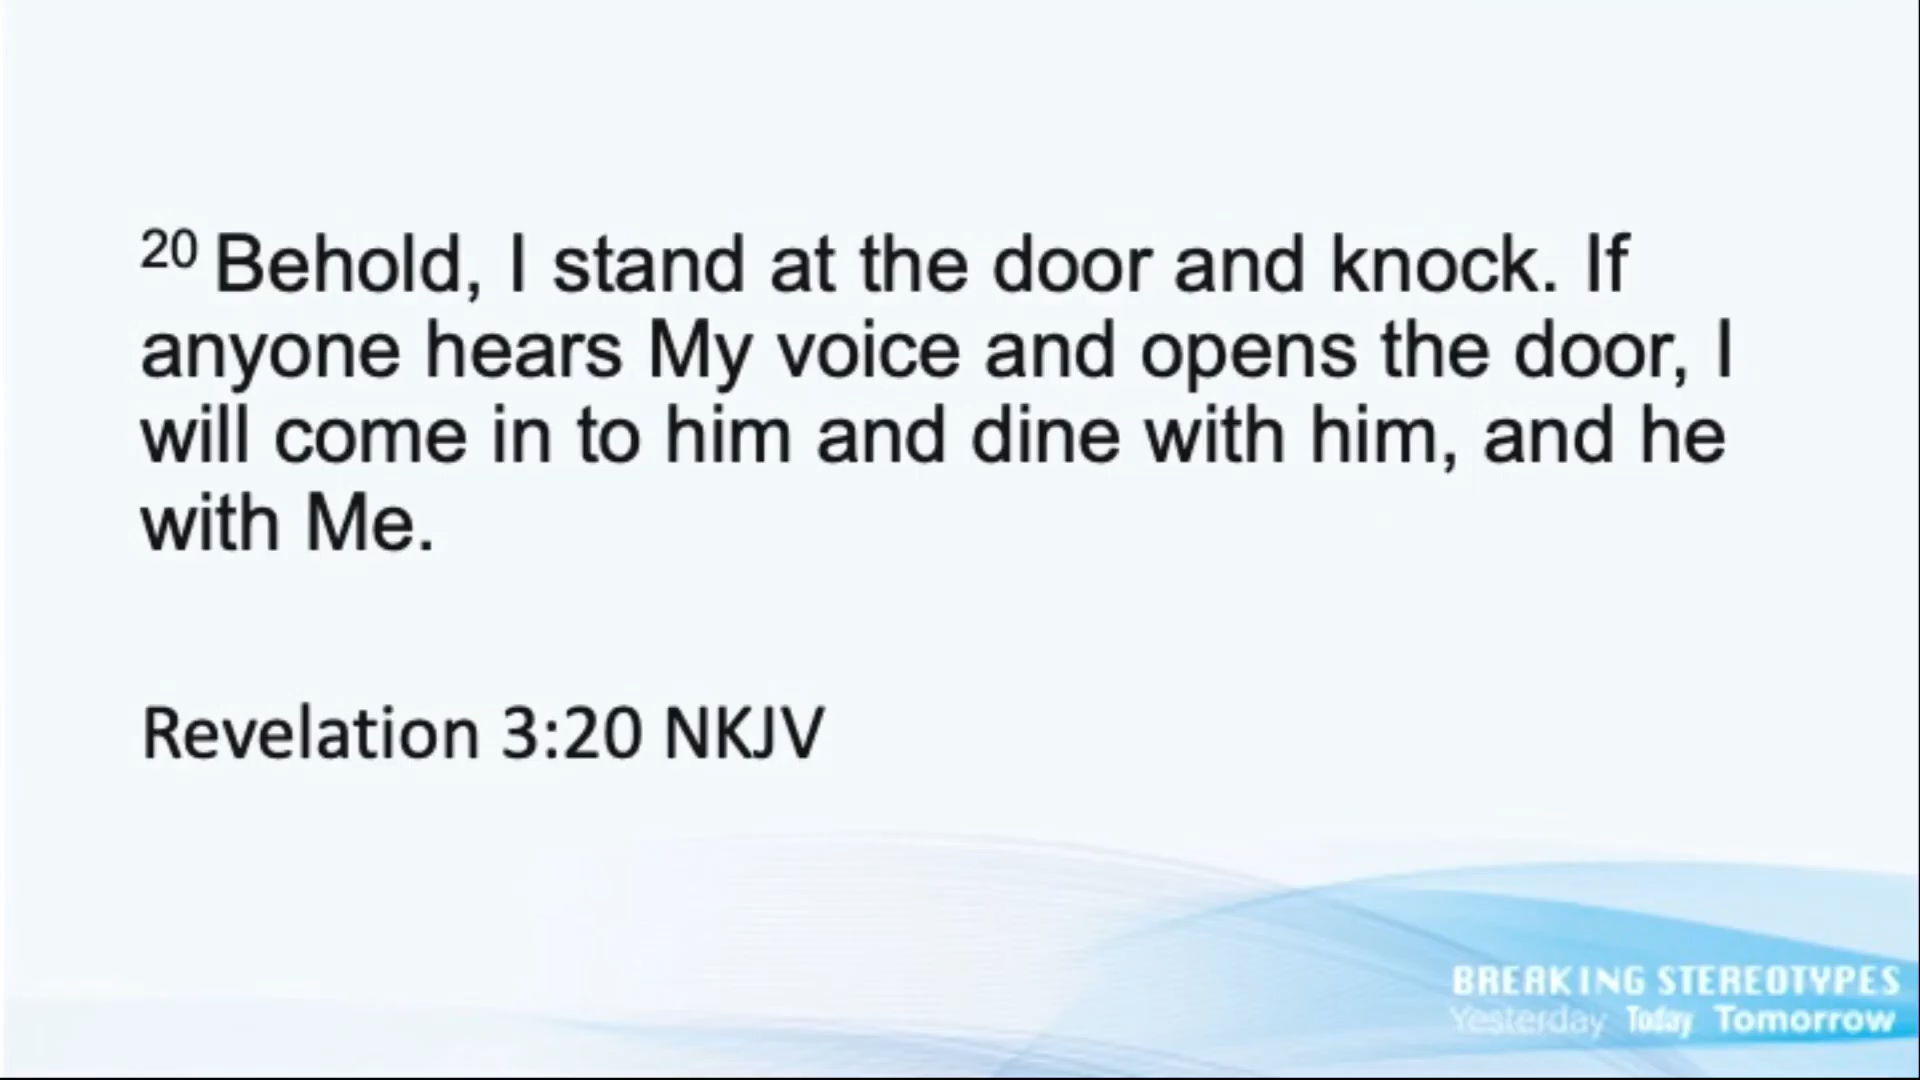 20 Behold, I stand at the door and knock. If
anyone hears My voice and opens the door, I
will come in to him and dine with him, and he
with Me.
Revelation 3:20 NKJV
BREAKING STEREOTYPES
Yesterday Today Tomorrow